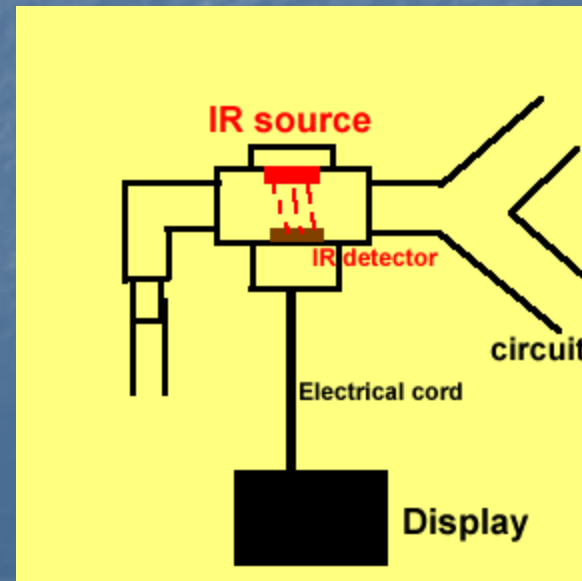 IR source
IR detector
circuit
Electrical cord
Display